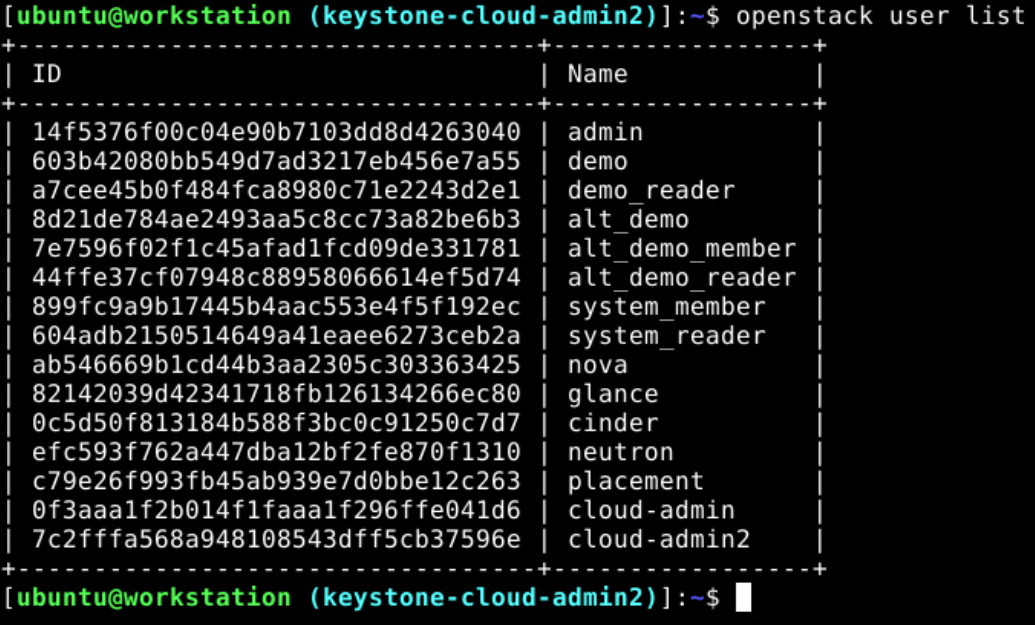 [ubuntu@workstation (keystone-cloud-admin2)]:~$ openstack user list
+----------------------------------+-----------------+
| ID                               | Name            |
+----------------------------------+-----------------+
| 14f5376f00c04e90b7103dd8d4263040 | admin           |
| 603b42080bb549d7ad3217eb456e7a55 | demo            |
| a7cee45b0f484fca8980c71e2243d2e1 | demo_reader     |
| 8d21de784ae2493aa5c8cc73a82be6b3 | alt_demo        |
| 7e7596f02f1c45afad1fcd09de331781 | alt_demo_member |
| 44ffe37cf07948c88958066614ef5d74 | alt_demo_reader |
| 899fc9a9b17445b4aac553e4f5f192ec | system_member   |
| 604adb2150514649a41eaee6273ceb2a | system_reader   |
| ab546669b1cd44b3aa2305c303363425 | nova            |
| 82142039d42341718fb126134266ec80 | glance          |
| 0c5d50f813184b588f3bc0c91250c7d7 | cinder          |
| efc593f762a447dba12bf2fe870f1310 | neutron         |
| c79e26f993fb45ab939e7d0bbe12c263 | placement       |
| 0f3aaa1f2b014f1faaa1f296ffe041d6 | cloud-admin     |
| 7c2fffa568a948108543dff5cb37596e | cloud-admin2    |
+----------------------------------+-----------------+
[ubuntu@workstation (keystone-cloud-admin2)]:~$